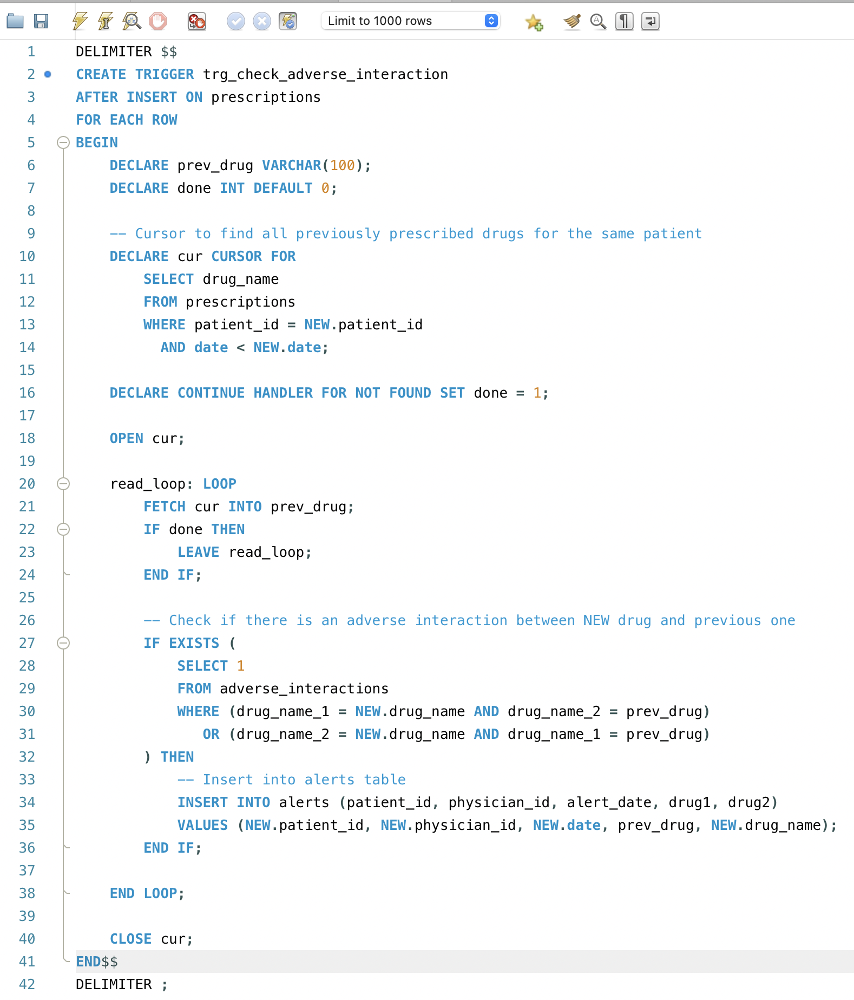 Limit to 1000 rows
1 DELIMITER $$
2 CREATE TRIGGER trg_check_adverse_interaction
3 AFTER INSERT ON prescriptions
4 FOR EACH ROW
5 BEGIN
6     DECLARE prev_drug VARCHAR(100);
7     DECLARE done INT DEFAULT 0;
8
9     -- Cursor to find all previously prescribed drugs for the same patient
10     DECLARE cur CURSOR FOR
11         SELECT drug_name
12         FROM prescriptions
13         WHERE patient_id = NEW.patient_id
14           AND date < NEW.date;
15
16     DECLARE CONTINUE HANDLER FOR NOT FOUND SET done = 1;
17
18     OPEN cur;
19
20     read_loop: LOOP
21         FETCH cur INTO prev_drug;
22         IF done THEN
23             LEAVE read_loop;
24         END IF;
25
26         -- Check if there is an adverse interaction between NEW drug and previous one
27         IF EXISTS (
28             SELECT 1
29             FROM adverse_interactions
30             WHERE (drug_name_1 = NEW.drug_name AND drug_name_2 = prev_drug)
31                OR (drug_name_2 = NEW.drug_name AND drug_name_1 = prev_drug)
32         ) THEN
33             -- Insert into alerts table
34             INSERT INTO alerts (patient_id, physician_id, alert_date, drug1, drug2)
35             VALUES (NEW.patient_id, NEW.physician_id, NEW.date, prev_drug, NEW.drug_name);
36         END IF;
37
38     END LOOP;
39
40     CLOSE cur;
41 END$$
42 DELIMITER ;